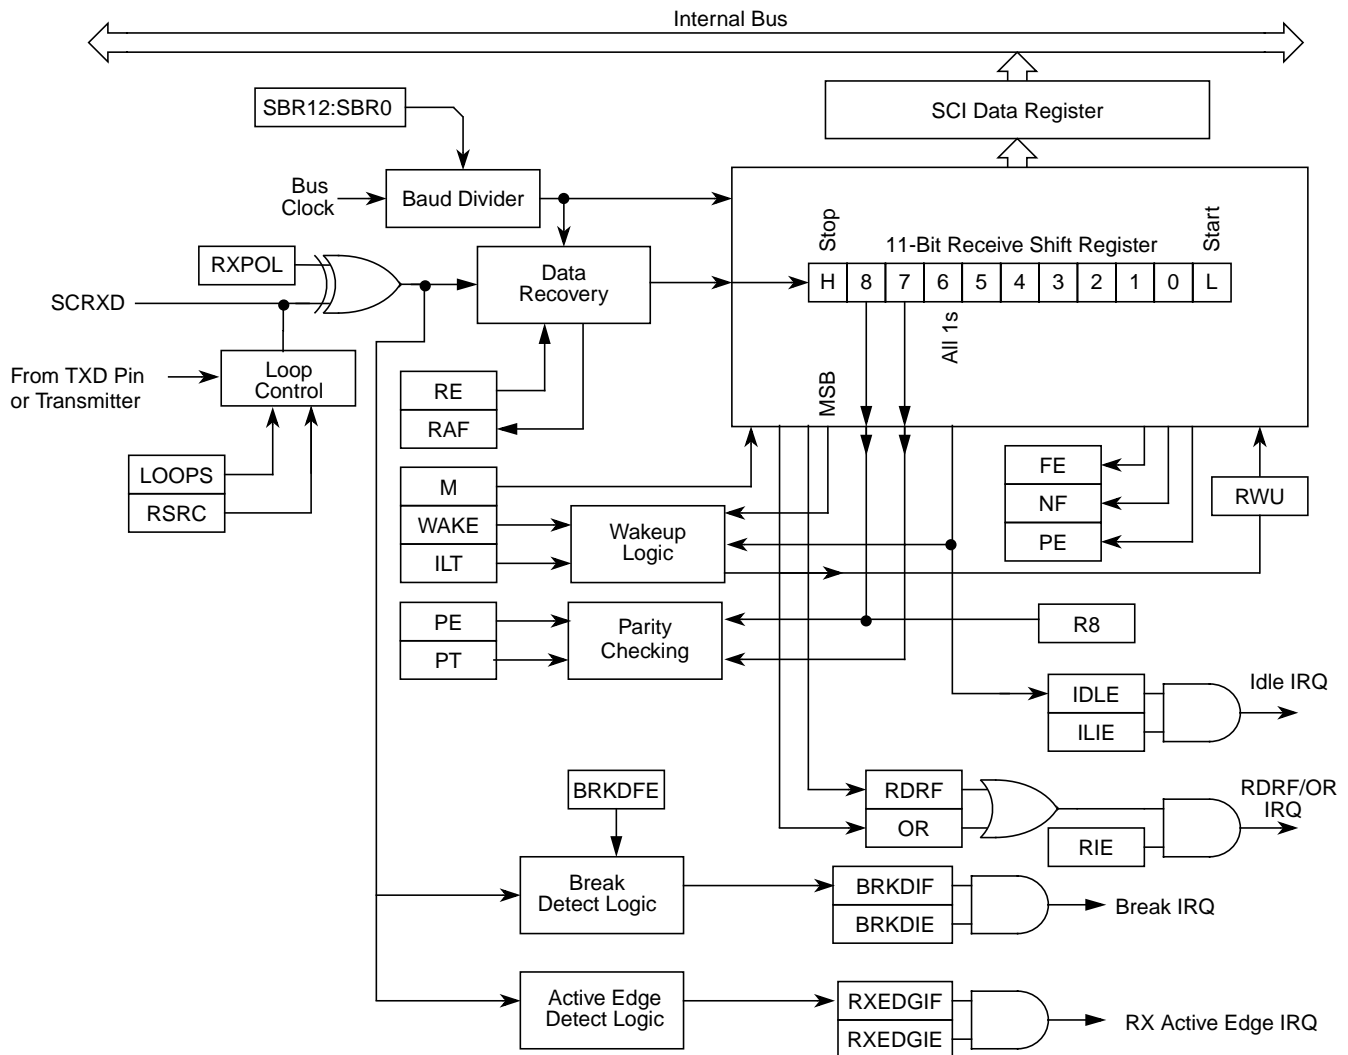 Internal Bus
SBR12:SBR0
SCI Data Register
Bus
Clock
Baud Divider
RXPOL
SCRXD
Data
Recovery
Stop
11-Bit Receive Shift Register
Start
H 8 7 6 5 4 3 2 1 0 L
All 1s
MSB
From TXD Pin
or Transmitter
Loop
Control
RE
RAF
LOOPS
RSRC
M
WAKE
ILT
Wakeup
Logic
FE
NF
PE
RWU
PE
PT
Parity
Checking
R8
IDLE
ILIE
Idle IRQ
BRKDFE
RDRF
OR
RIE
RDRF/OR
IRQ
Break
Detect Logic
BRKDIF
BRKDIE
Break IRQ
Active Edge
Detect Logic
RXEDGIF
RXEDGIE
RX Active Edge IRQ